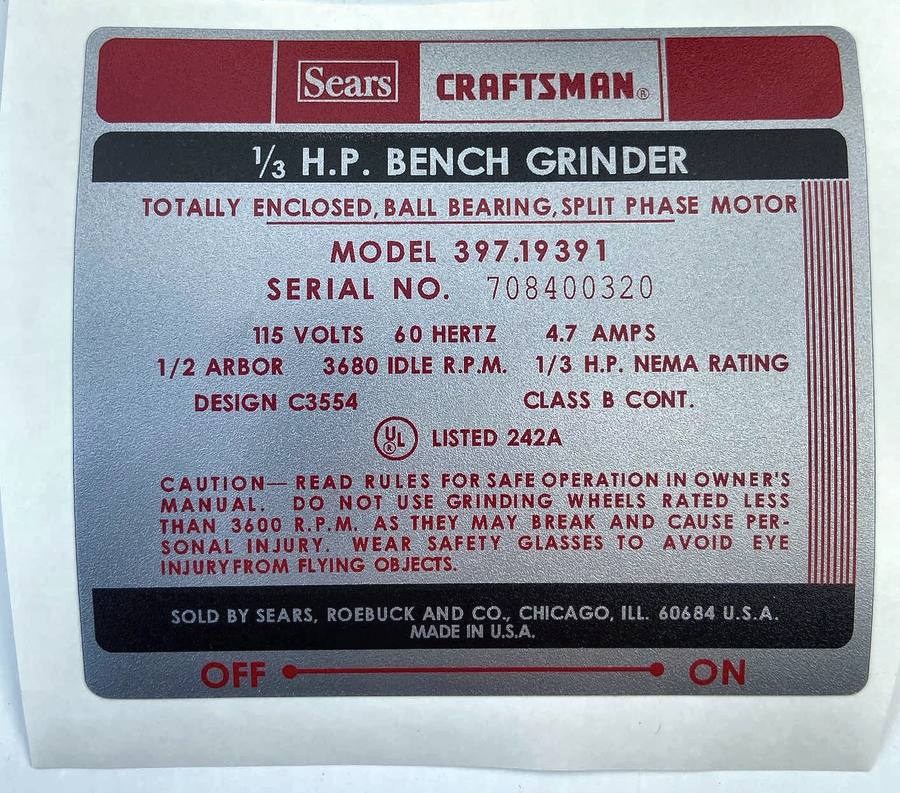 Sears CRAFTSMAN®
1/3 H.P. BENCH GRINDER
TOTALLY ENCLOSED, BALL BEARING, SPLIT PHASE MOTOR
MODEL 397.19391
SERIAL NO. 708400320
115 VOLTS 60 HERTZ 4.7 AMPS
1/2 ARBOR 3680 IDLE R.P.M. 1/3 H.P. NEMA RATING
DESIGN C3554 CLASS B CONT.
UL® LISTED 242A
CAUTION— READ RULES FOR SAFE OPERATION IN OWNER'S
MANUAL. DO NOT USE GRINDING WHEELS RATED LESS
THAN 3600 R.P.M. AS THEY MAY BREAK AND CAUSE PER-
SONAL INJURY. WEAR SAFETY GLASSES TO AVOID EYE
INJURY FROM FLYING OBJECTS.
SOLD BY SEARS, ROEBUCK AND CO., CHICAGO, ILL. 60684 U.S.A.
MADE IN U.S.A.
OFF ON